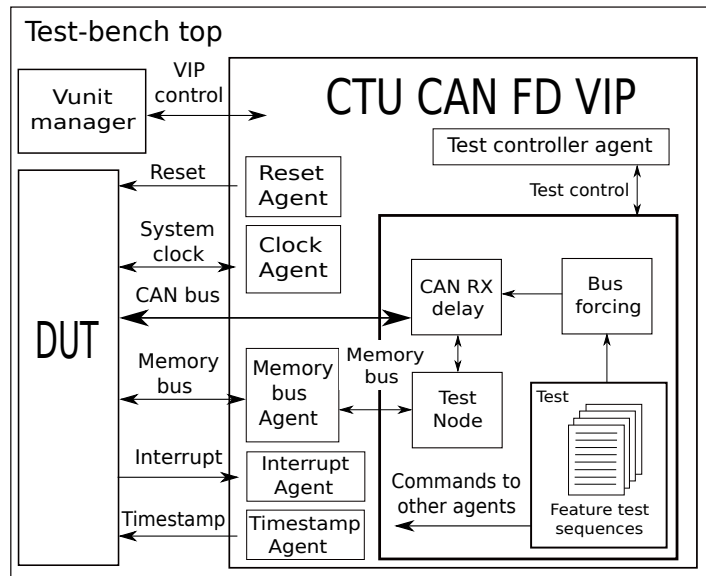 Test-bench top
Vunit
manager
VIP
control
CTU CAN FD VIP
Test controller agent
Test control
DUT
Reset
Reset
Agent
System
clock
Clock
Agent
CAN bus
CAN RX
delay
Bus
forcing
Memory
bus
Memory
bus
Agent
Memory
bus
Test
Node
Test
Feature test
sequences
Interrupt
Interrupt
Agent
Commands to
other agents
Timestamp
Timestamp
Agent